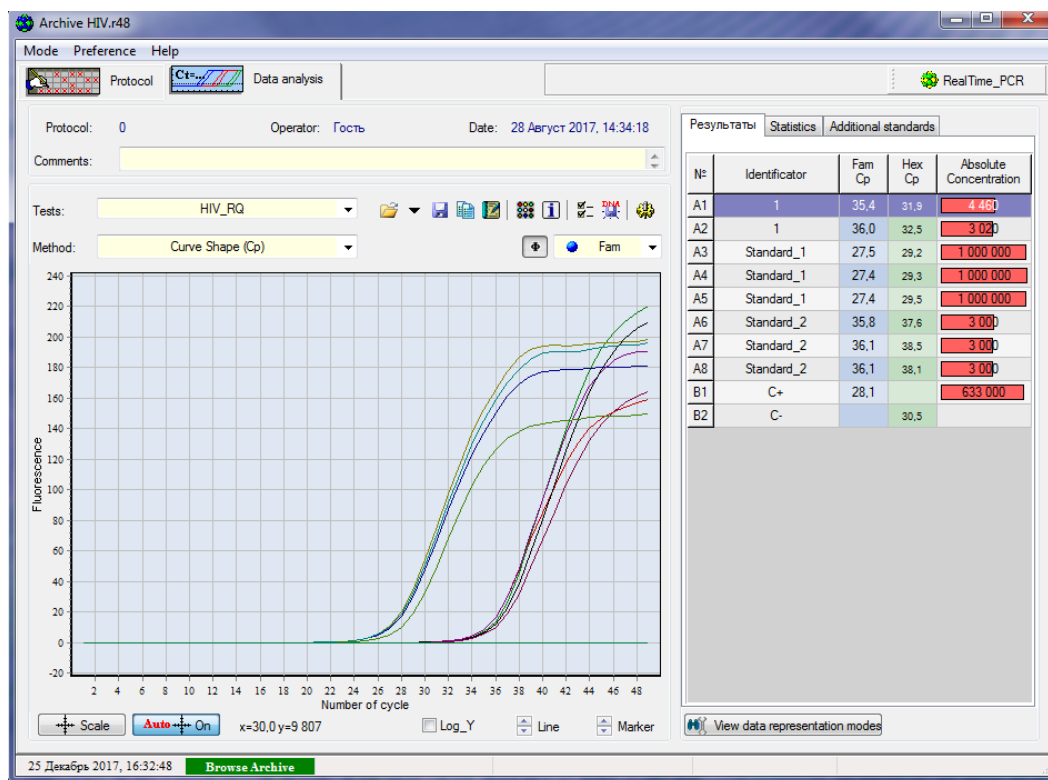 Archive HIV.r48
Mode Preference Help
Protocol Ct=... Data analysis RealTime_PCR
Protocol: 0 Operator: Гость Date: 28 Август 2017, 14:34:18
Comments:
Tests: HIV_RQ
Method: Curve Shape (Cp) Ф Fam
240
220
200
180
160
140
120
100
80
60
40
20
0
-20
Fluorescence
2 4 6 8 10 12 14 16 18 20 22 24 26 28 30 32 34 36 38 40 42 44 46 48
Number of cycle
Scale Auto On x=30,0 y=9 807 Log_Y Line Marker
Результаты Statistics Additional standards
№ Identificator Fam Cp Hex Cp Absolute Concentration
A1 1 35,4 31,9 4 460
A2 1 36,0 32,5 3 020
A3 Standard_1 27,5 29,2 1 000 000
A4 Standard_1 27,4 29,3 1 000 000
A5 Standard_1 27,4 29,5 1 000 000
A6 Standard_2 35,8 37,6 3 000
A7 Standard_2 36,1 38,5 3 000
A8 Standard_2 36,1 38,1 3 000
B1 C+ 28,1 633 000
B2 C- 30,5
View data representation modes
25 Декабрь 2017, 16:32:48 Browse Archive